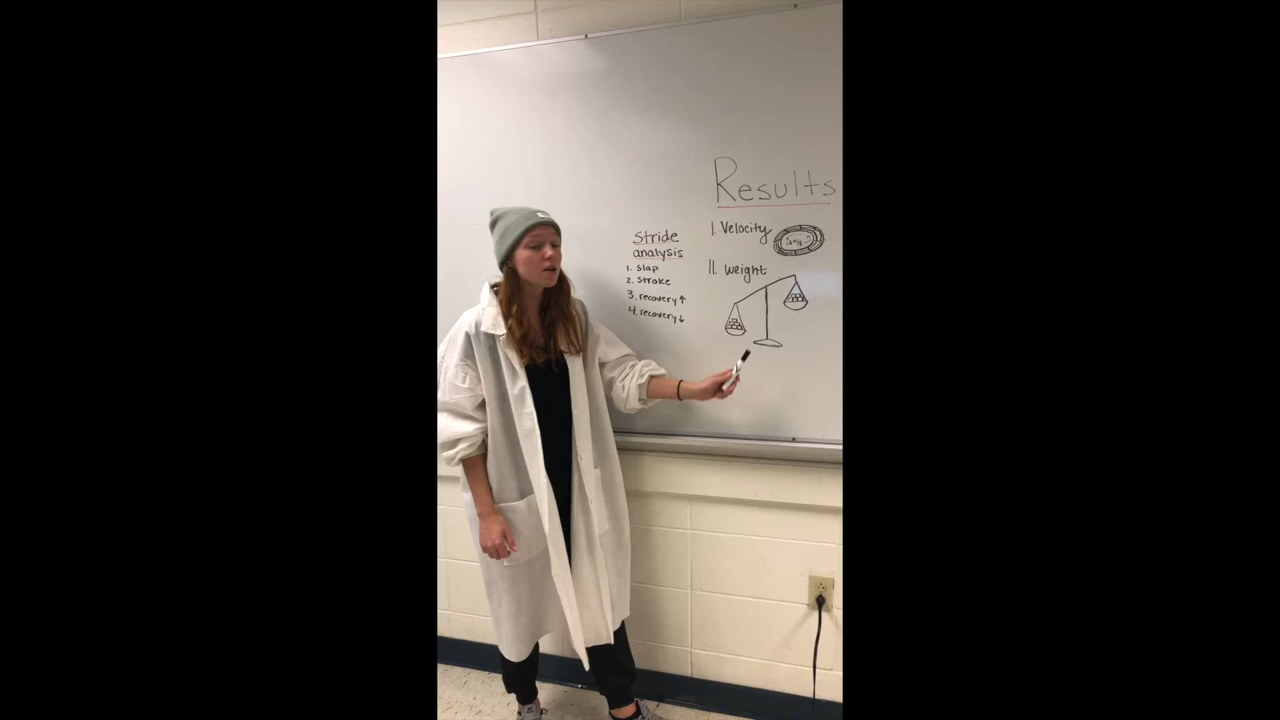 Results
I. Velocity
II. weight
Stride
analysis
1. Slap
2. Stroke
3. recovery↑
4. recovery↓